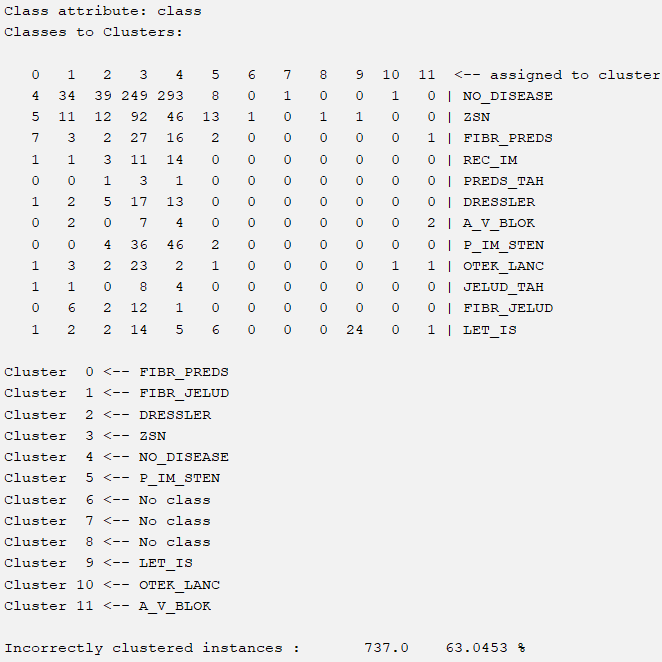 Class attribute: class
Classes to Clusters:
0 1 2 3 4 5 6 7 8 9 10 11 <-- assigned to cluster
4 34 39 249 293 8 0 1 0 0 1 0 | NO_DISEASE
5 11 12 92 46 13 1 0 1 1 0 0 | ZSN
7 3 2 27 16 2 0 0 0 0 0 1 | FIBR_PREDS
1 1 3 11 14 0 0 0 0 0 0 0 | REC_IM
0 0 1 3 1 0 0 0 0 0 0 0 | PREDS_TAH
1 2 5 17 13 0 0 0 0 0 0 0 | DRESSLER
0 2 0 7 4 0 0 0 0 0 0 2 | A_V_BLOK
0 0 4 36 46 2 0 0 0 0 0 0 | P_IM_STEN
1 3 2 23 2 1 0 0 0 0 1 1 | OTEK_LANC
1 1 0 8 4 0 0 0 0 0 0 0 | JELUD_TAH
0 6 2 12 1 0 0 0 0 0 0 0 | FIBR_JELUD
1 2 2 14 5 6 0 0 0 24 0 1 | LET_IS
Cluster 0 <-- FIBR_PREDS
Cluster 1 <-- FIBR_JELUD
Cluster 2 <-- DRESSLER
Cluster 3 <-- ZSN
Cluster 4 <-- NO_DISEASE
Cluster 5 <-- P_IM_STEN
Cluster 6 <-- No class
Cluster 7 <-- No class
Cluster 8 <-- No class
Cluster 9 <-- LET_IS
Cluster 10 <-- OTEK_LANC
Cluster 11 <-- A_V_BLOK
Incorrectly clustered instances : 737.0 63.0453 %